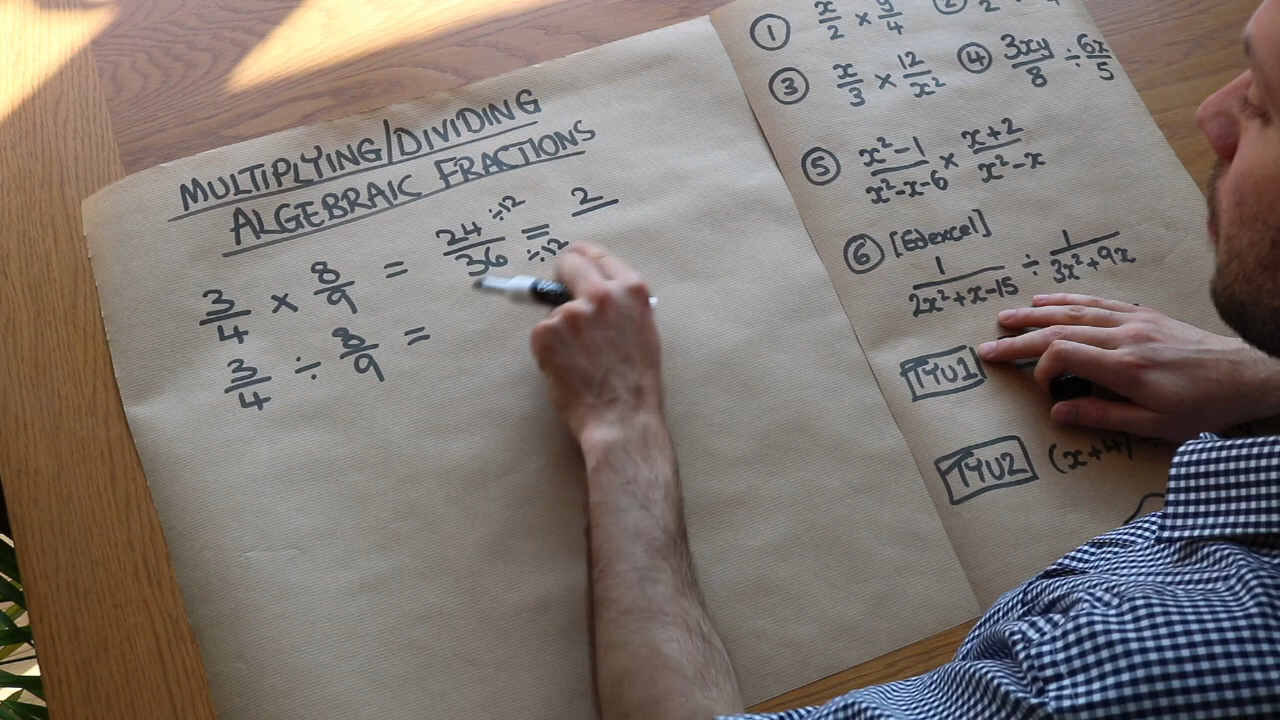 MULTIPLYING/DIVIDING
ALGEBRAIC FRACTIONS
3/4 × 8/9 = 24/36 ÷12 ÷12 = 2
3/4 ÷ 8/9 =
① x/2 × y/4
②
③ x/3 × 12/x²
④ 3xy/8 ÷ 6x/5
⑤ x²-1/x²-x-6 × x+2/x²-x
⑥ [Edexcel]
1/2x²+x-15 ÷ 1/3x²+9x
TYU1
TYU2 (x+4)